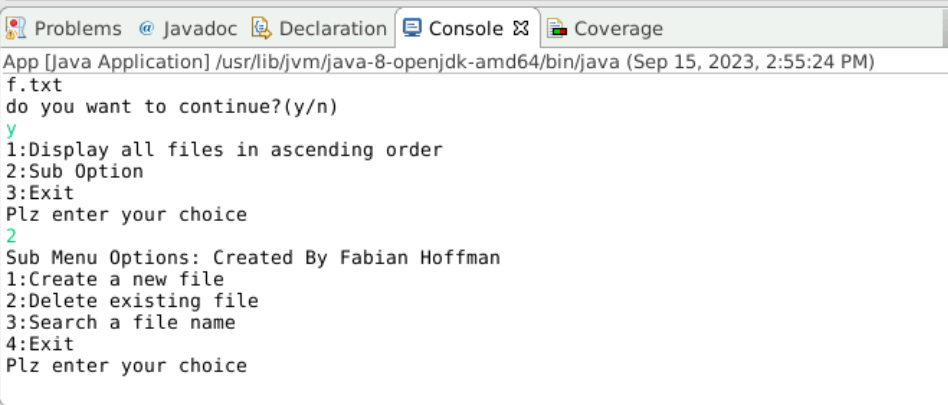 Problems @ Javadoc Declaration Console Coverage
App [Java Application] /usr/lib/jvm/java-8-openjdk-amd64/bin/java (Sep 15, 2023, 2:55:24 PM)
f.txt
do you want to continue?(y/n)
y
1:Display all files in ascending order
2:Sub Option
3:Exit
Plz enter your choice
2
Sub Menu Options: Created By Fabian Hoffman
1:Create a new file
2:Delete existing file
3:Search a file name
4:Exit
Plz enter your choice